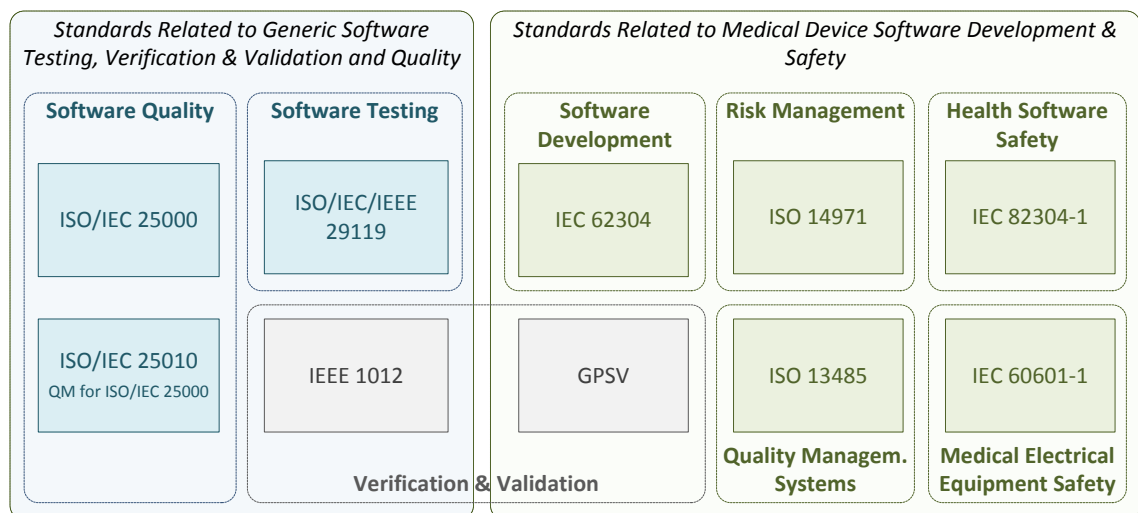 Standards Related to Generic Software
Testing, Verification & Validation and Quality
Software Quality
ISO/IEC 25000
ISO/IEC 25010
QM for ISO/IEC 25000
Software Testing
ISO/IEC/IEEE
29119
IEEE 1012
Standards Related to Medical Device Software Development &
Safety
Software
Development
IEC 62304
GPSV
Verification & Validation
Risk Management
ISO 14971
ISO 13485
Quality Managem.
Systems
Health Software
Safety
IEC 82304-1
IEC 60601-1
Medical Electrical
Equipment Safety